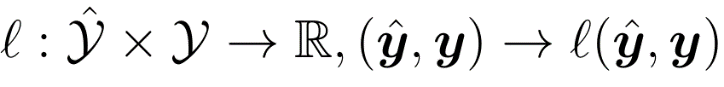 ℓ : 𝒴̂ × 𝒴 → ℝ, (𝒚̂, 𝒚) → ℓ(𝒚̂, 𝒚)